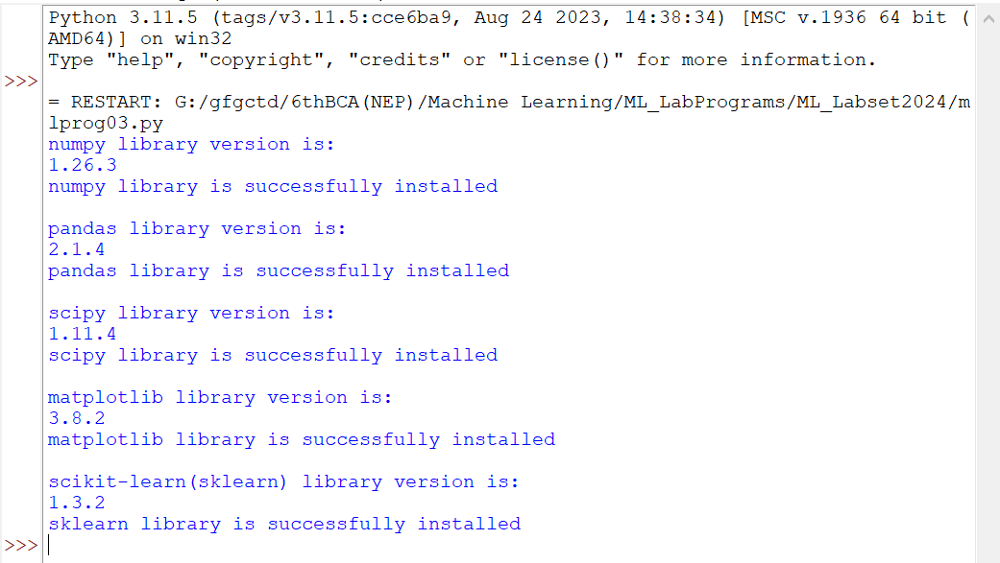 Python 3.11.5 (tags/v3.11.5:cce6ba9, Aug 24 2023, 14:38:34) [MSC v.1936 64 bit (
AMD64)] on win32
Type "help", "copyright", "credits" or "license()" for more information.
>>>
= RESTART: G:/gfgctd/6thBCA(NEP)/Machine Learning/ML_LabPrograms/ML_Labset2024/m
lprog03.py
numpy library version is:
1.26.3
numpy library is successfully installed
pandas library version is:
2.1.4
pandas library is successfully installed
scipy library version is:
1.11.4
scipy library is successfully installed
matplotlib library version is:
3.8.2
matplotlib library is successfully installed
scikit-learn(sklearn) library version is:
1.3.2
sklearn library is successfully installed
>>>